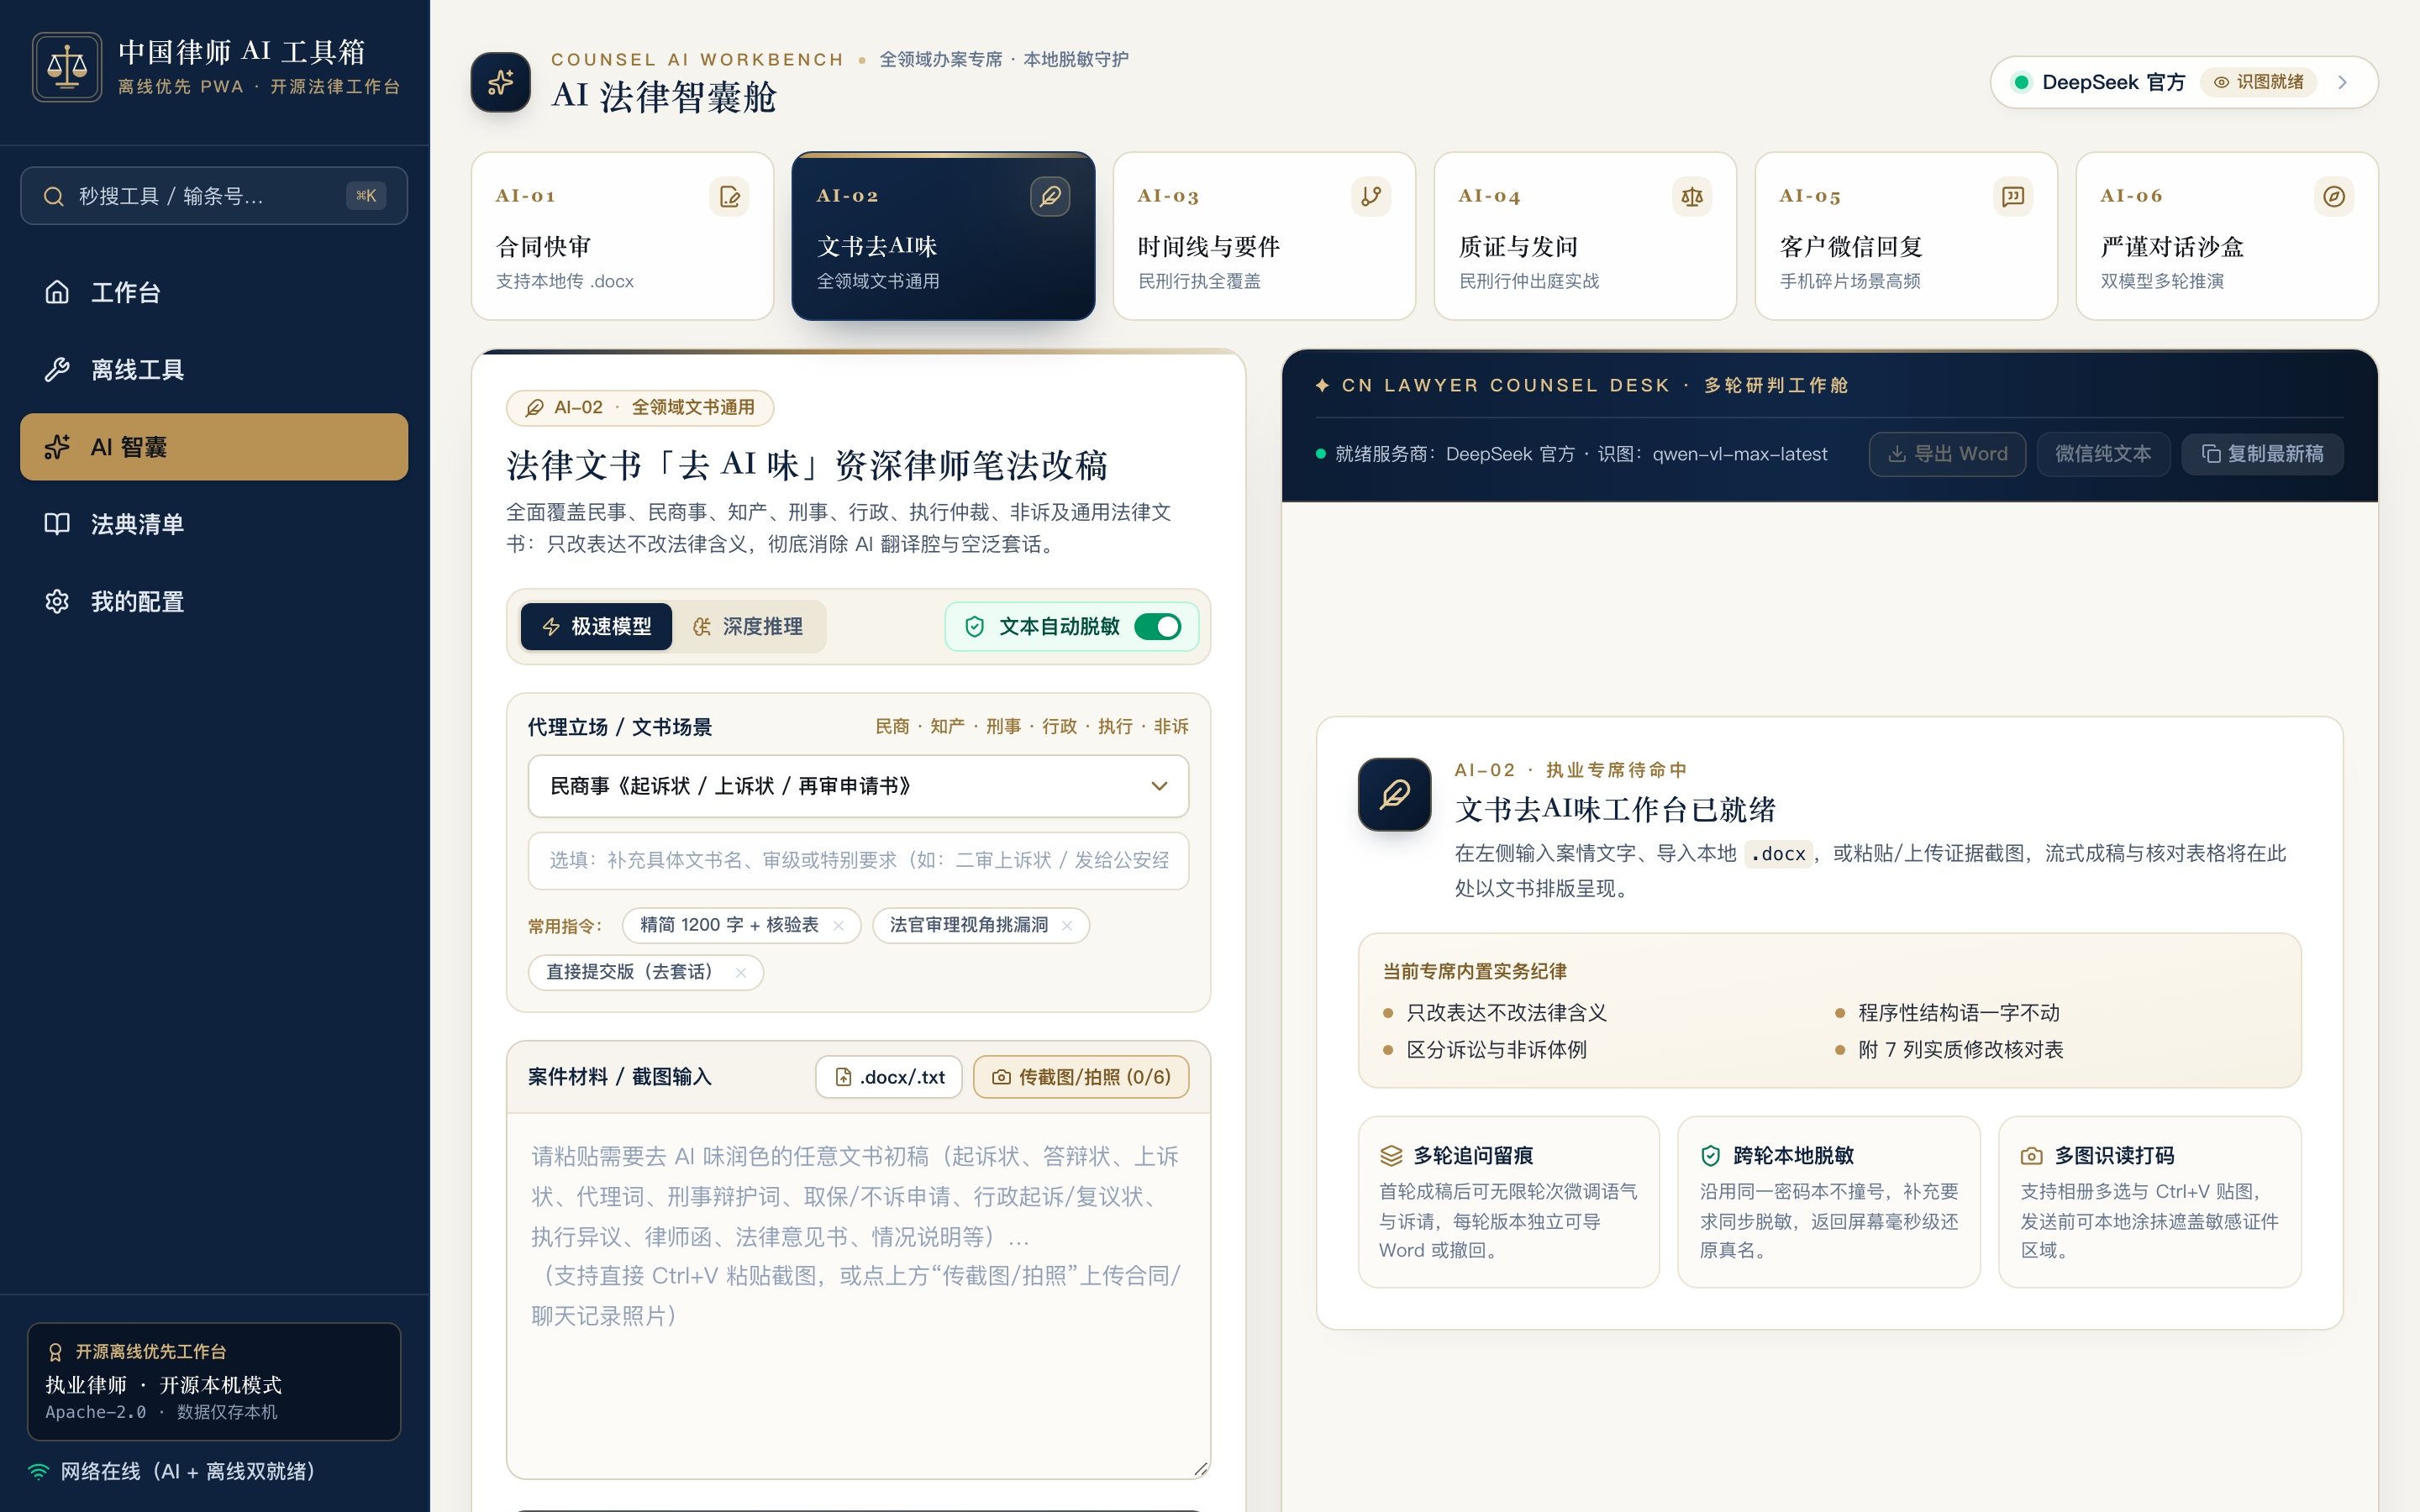 中国律师 AI 工具箱
离线优先 PWA · 开源法律工作台
秒搜工具 / 输条号...
⌘K
工作台
离线工具
AI 智囊
法典清单
我的配置
开源离线优先工作台
执业律师 · 开源本机模式
Apache-2.0 · 数据仅存本机
网络在线（AI + 离线双就绪）
COUNSEL AI WORKBENCH • 全领域办案专席 · 本地脱敏守护
AI 法律智囊舱
DeepSeek 官方
识图就绪
AI-01
合同快审
支持本地传 .docx
AI-02
文书去AI味
全领域文书通用
AI-03
时间线与要件
民刑行执全覆盖
AI-04
质证与发问
民刑行仲出庭实战
AI-05
客户微信回复
手机碎片场景高频
AI-06
严谨对话沙盒
双模型多轮推演
AI-02 · 全领域文书通用
法律文书「去 AI 味」资深律师笔法改稿
全面覆盖民事、民商事、知产、刑事、行政、执行仲裁、非诉及通用法律文
书：只改表达不改法律含义，彻底消除 AI 翻译腔与空泛套话。
极速模型
深度推理
文本自动脱敏
代理立场 / 文书场景
民商 · 知产 · 刑事 · 行政 · 执行 · 非诉
民商事《起诉状 / 上诉状 / 再审申请书》
选填：补充具体文书名、审级或特别要求（如：二审上诉状 / 发给公安经
常用指令：
精简 1200 字 + 核验表 ×
法官审理视角挑漏洞 ×
直接提交版（去套话） ×
案件材料 / 截图输入
.docx/.txt
传截图/拍照 (0/6)
请粘贴需要去 AI 味润色的任意文书初稿（起诉状、答辩状、上诉
状、代理词、刑事辩护词、取保/不诉申请、行政起诉/复议状、
执行异议、律师函、法律意见书、情况说明等）...
（支持直接 Ctrl+V 粘贴截图，或点上方“传截图/拍照”上传合同/
聊天记录照片）
✦ CN LAWYER COUNSEL DESK · 多轮研判工作舱
就绪服务商：DeepSeek 官方 · 识图：qwen-vl-max-latest
导出 Word
微信纯文本
复制最新稿
AI-02 · 执业专席待命中
文书去AI味工作台已就绪
在左侧输入案情文字、导入本地 .docx，或粘贴/上传证据截图，流式成稿与核对表格将在此
处以文书排版呈现。
当前专席内置实务纪律
只改表达不改法律含义
程序性结构语一字不动
区分诉讼与非诉体例
附 7 列实质修改核对表
多轮追问留痕
首轮成稿后可无限轮次微调语气
与诉请，每轮版本独立可导
Word 或撤回。
跨轮本地脱敏
沿用同一密码本不撞号，补充要
求同步脱敏，返回屏幕毫秒级还
原真名。
多图识读打码
支持相册多选与 Ctrl+V 贴图，
发送前可本地涂抹遮盖敏感证件
区域。